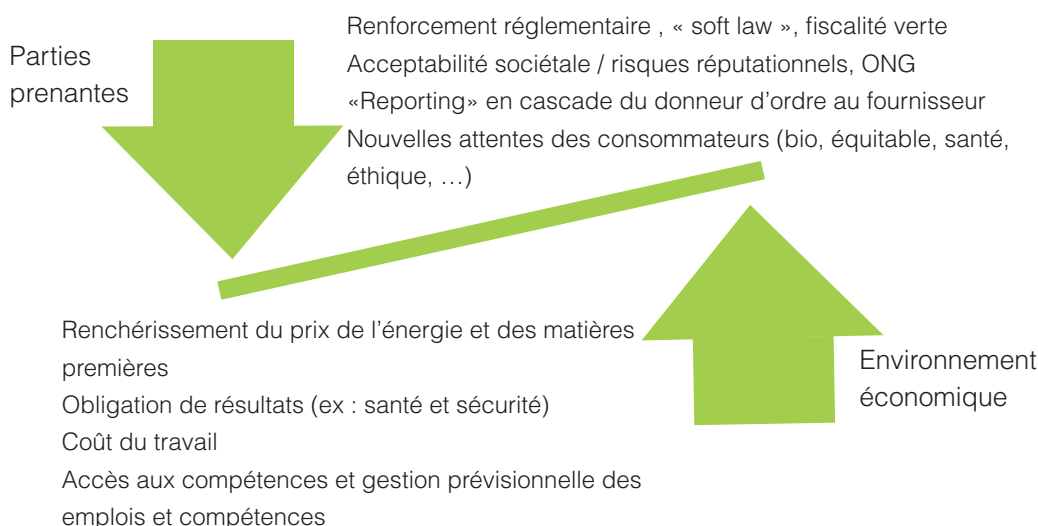 Parties
prenantes
Renforcement réglementaire , « soft law », fiscalité verte
Acceptabilité sociétale / risques réputationnels, ONG
«Reporting» en cascade du donneur d’ordre au fournisseur
Nouvelles attentes des consommateurs (bio, équitable, santé,
éthique, …)
Renchérissement du prix de l’énergie et des matières
premières
Obligation de résultats (ex : santé et sécurité)
Coût du travail
Accès aux compétences et gestion prévisionnelle des
emplois et compétences
Environnement
économique